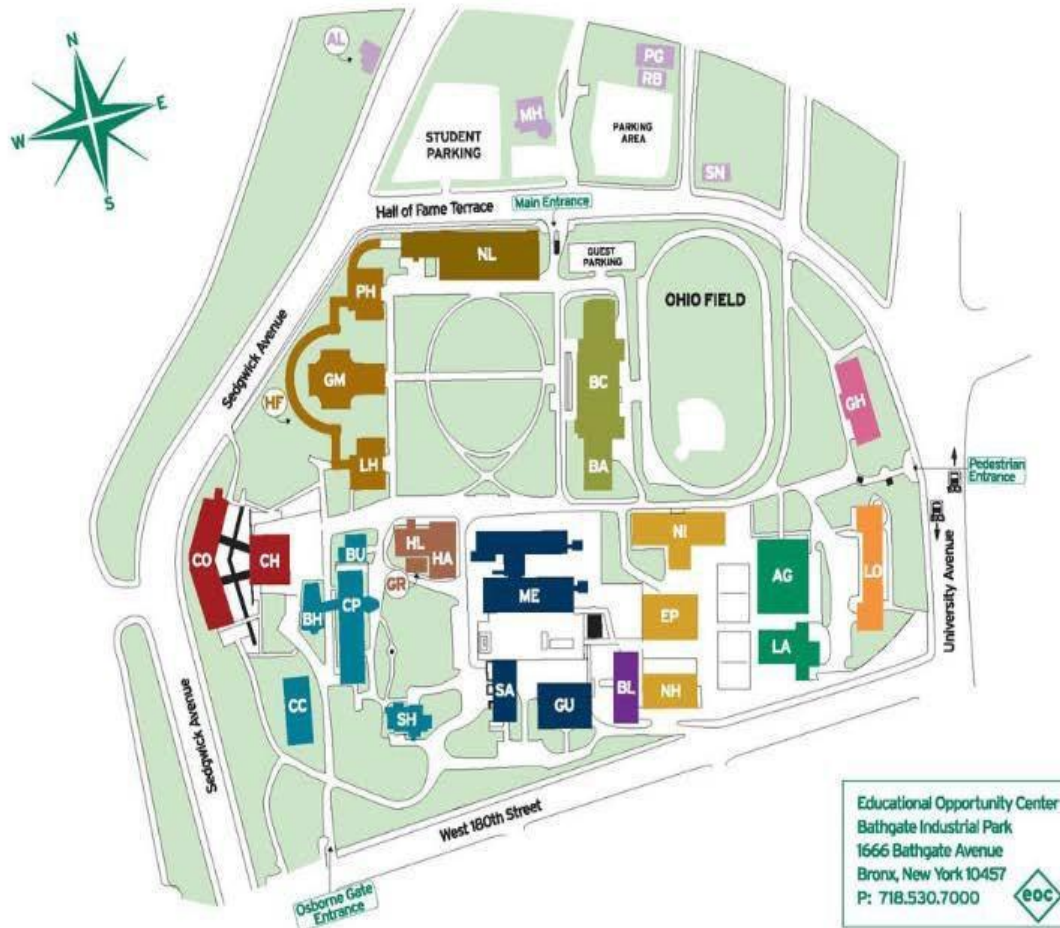 N
E
W
S
AL
PG
RB
MH
STUDENT
PARKING
PARKING
AREA
SN
Hall of Fame Terrace
Main Entrance
NL
GUEST
PARKING
PH
OHIO FIELD
Sedgwick Avenue
GM
BC
HF
GH
LH
BA
Pedestrian
Entrance
CO
CH
BU
HL
HA
NI
GR
CP
BH
ME
AG
LO
EP
LA
University Avenue
CC
SH
SA
GU
BL
NH
Sedgwick Avenue
West 180th Street
Osborne Gate
Entrance
Educational Opportunity Center
Bathgate Industrial Park
1666 Bathgate Avenue
Bronx, New York 10457
P: 718.530.7000
eoc